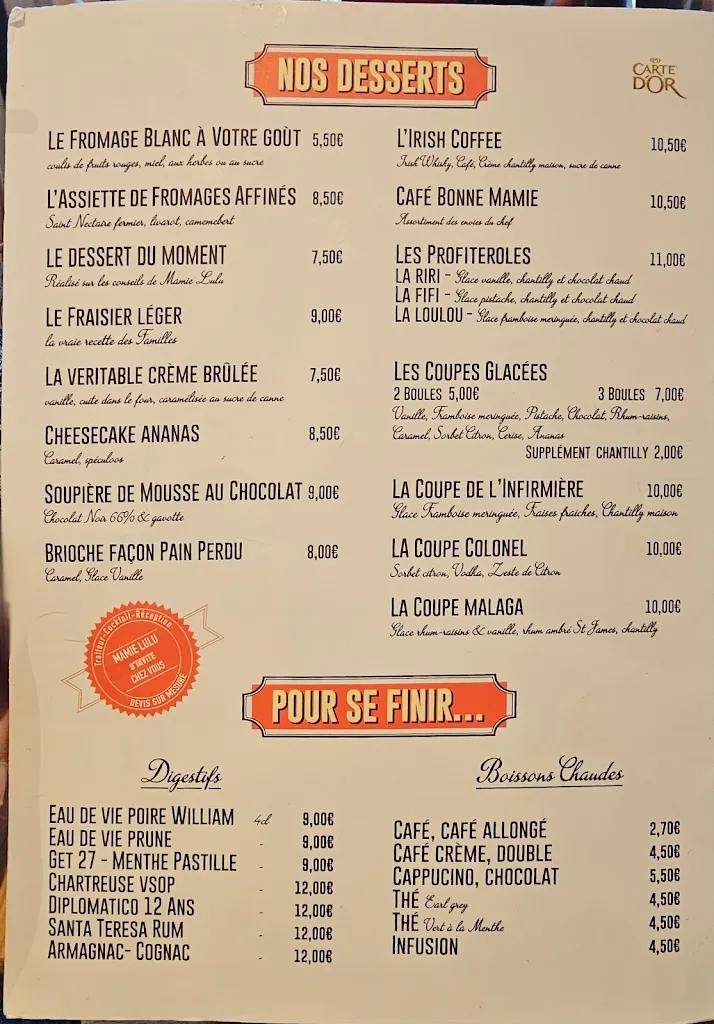 NOS DESSERTS
CARTE
D'OR
LE FROMAGE BLANC À VOTRE GOÙT 5,50€
coulis de fruits rouges, miel, aux herbes ou au sucre
L'ASSIETTE DE FROMAGES AFFINÉS 8,50€
Saint Nectaire fermier, livarot, camembert
LE DESSERT DU MOMENT 7,50€
Réalisé sur les conseils de Mamie Lulu
LE FRAISIER LÉGER 9,00€
la vraie recette des Familles
LA VERITABLE CRÈME BRÛLÉE 7,50€
vanille, cuite dans le four, caramélisée au sucre de canne
CHEESECAKE ANANAS 8,50€
Caramel, spéculoos
SOUPIÈRE DE MOUSSE AU CHOCOLAT 9,00€
Chocolat Noir 66% & gavotte
BRIOCHE FAÇON PAIN PERDU 8,00€
Caramel, Glace Vanille
L'IRISH COFFEE 10,50€
Irish Whisky, Café, Crème chantilly maison, sucre de canne
CAFÉ BONNE MAMIE 10,50€
Assortiment des envies du chef
LES PROFITEROLES 11,00€
LA RIRI - Glace vanille, chantilly et chocolat chaud
LA FIFI - Glace pistache, chantilly et chocolat chaud
LA LOULOU - Glace framboise meringuée, chantilly et chocolat chaud
LES COUPES GLACÉES
2 BOULES 5,00€ 3 BOULES 7,00€
Vanille, Framboise meringuée, Pistache, Chocolat, Rhum-raisins,
Caramel, Sorbet Citron, Cerise, Ananas
SUPPLÉMENT CHANTILLY 2,00€
LA COUPE DE L'INFIRMIÈRE 10,00€
Glace Framboise meringuée, Fraises fraiches, Chantilly maison
LA COUPE COLONEL 10,00€
Sorbet citron, Vodka, Zeste de Citron
LA COUPE MALAGA 10,00€
Glace rhum-raisins & vanille, rhum ambré St James, chantilly
Traiteur-Cocktail-Réception
MAMIE LULU
S'INVITE
CHEZ VOUS
DEVIS SUR MESURE
POUR SE FINIR...
Digestifs
EAU DE VIE POIRE WILLIAM 4cl 9,00€
EAU DE VIE PRUNE - 9,00€
GET 27 - MENTHE PASTILLE - 9,00€
CHARTREUSE VSOP - 12,00€
DIPLOMATICO 12 ANS - 12,00€
SANTA TERESA RUM - 12,00€
ARMAGNAC- COGNAC - 12,00€
Boissons Chaudes
CAFÉ, CAFÉ ALLONGÉ 2,70€
CAFÉ CRÈME, DOUBLE 4,50€
CAPPUCINO, CHOCOLAT 5,50€
THÉ Earl grey 4,50€
THÉ Vert à la Menthe 4,50€
INFUSION 4,50€